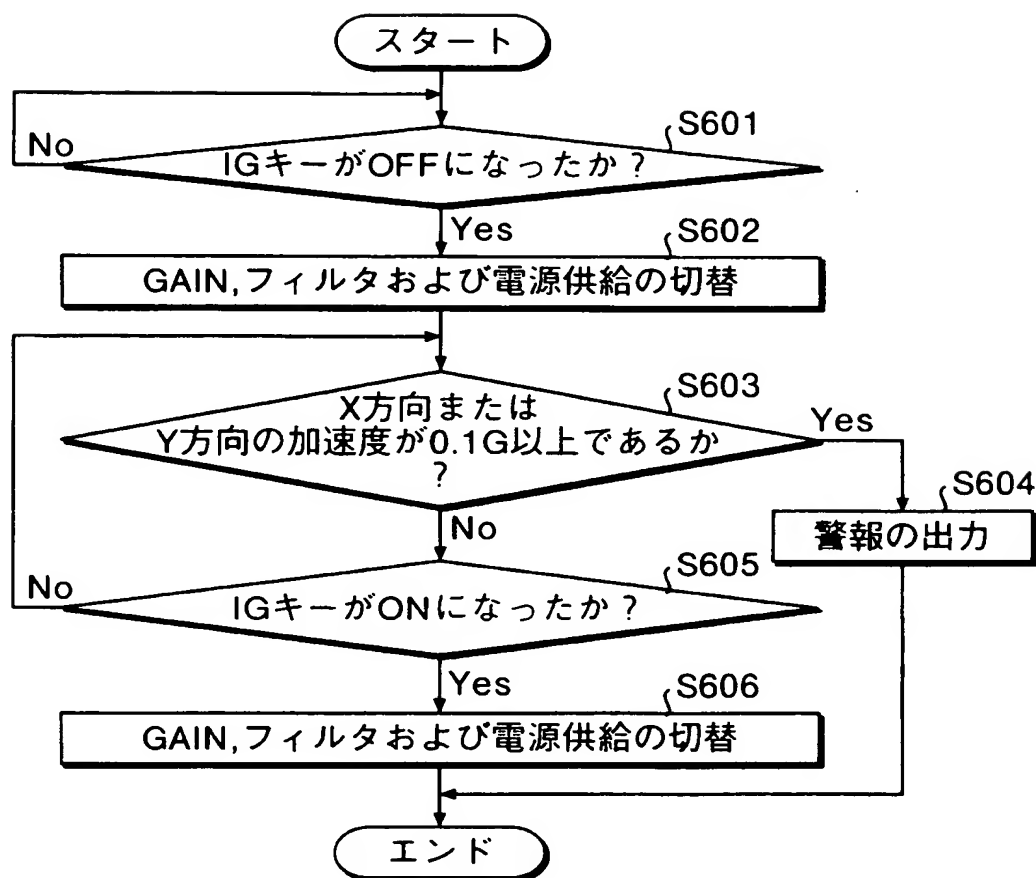 スタート
S601
No
IGキーがOFFになったか?
Yes
S602
GAIN,フィルタおよび電源供給の切替
S603
X方向または
Y方向の加速度が0.1G以上であるか
?
Yes
S604
警報の出力
No
S605
No
IGキーがONになったか?
Yes
S606
GAIN,フィルタおよび電源供給の切替
エンド